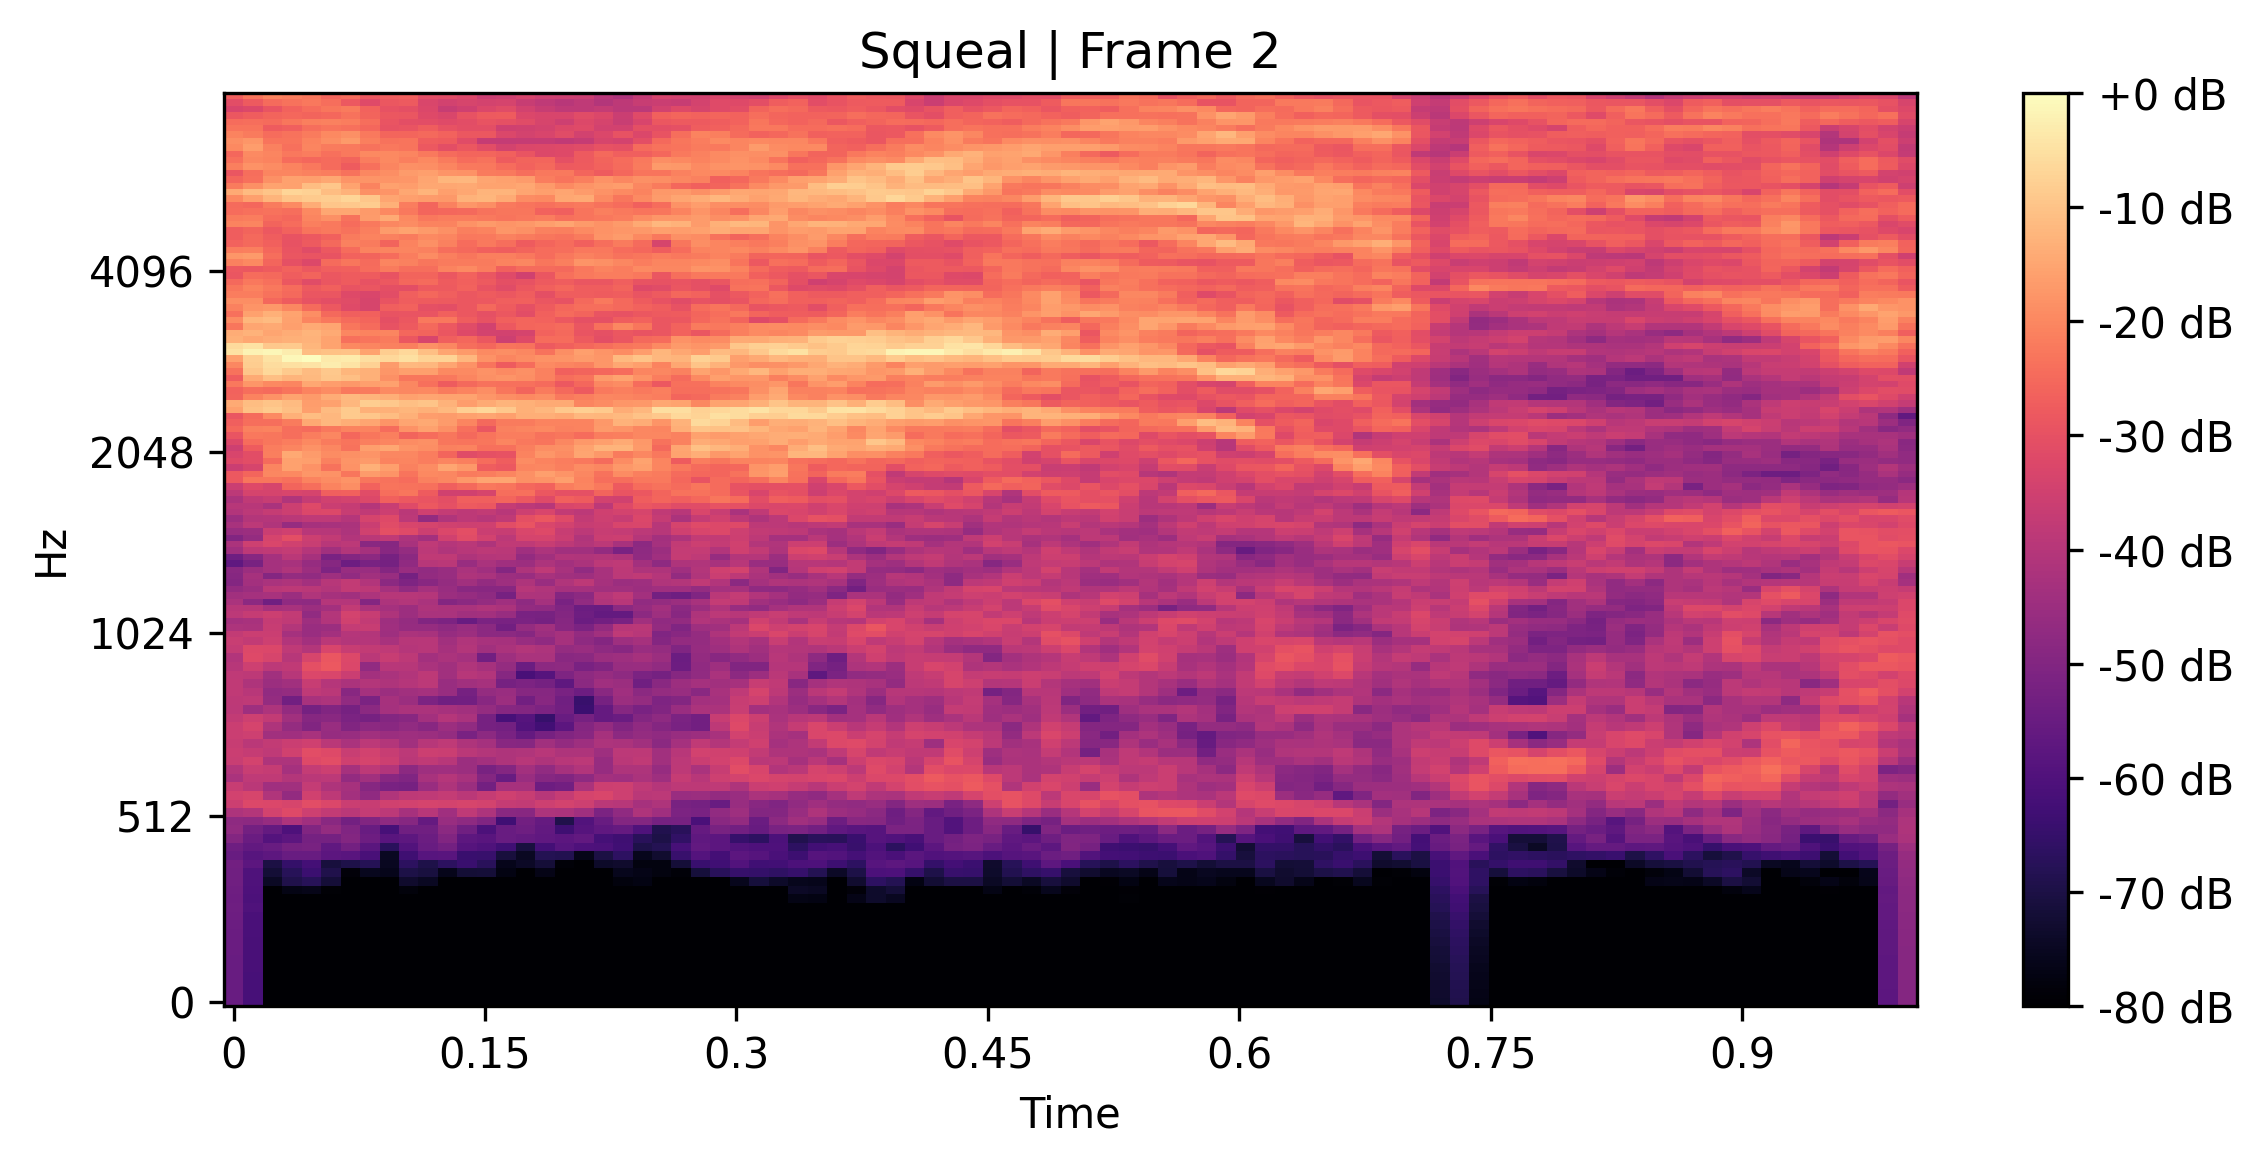 Squeal | Frame 2
Hz
4096
2048
1024
512
0
0 0.15 0.3 0.45 0.6 0.75 0.9
Time
+0 dB
-10 dB
-20 dB
-30 dB
-40 dB
-50 dB
-60 dB
-70 dB
-80 dB